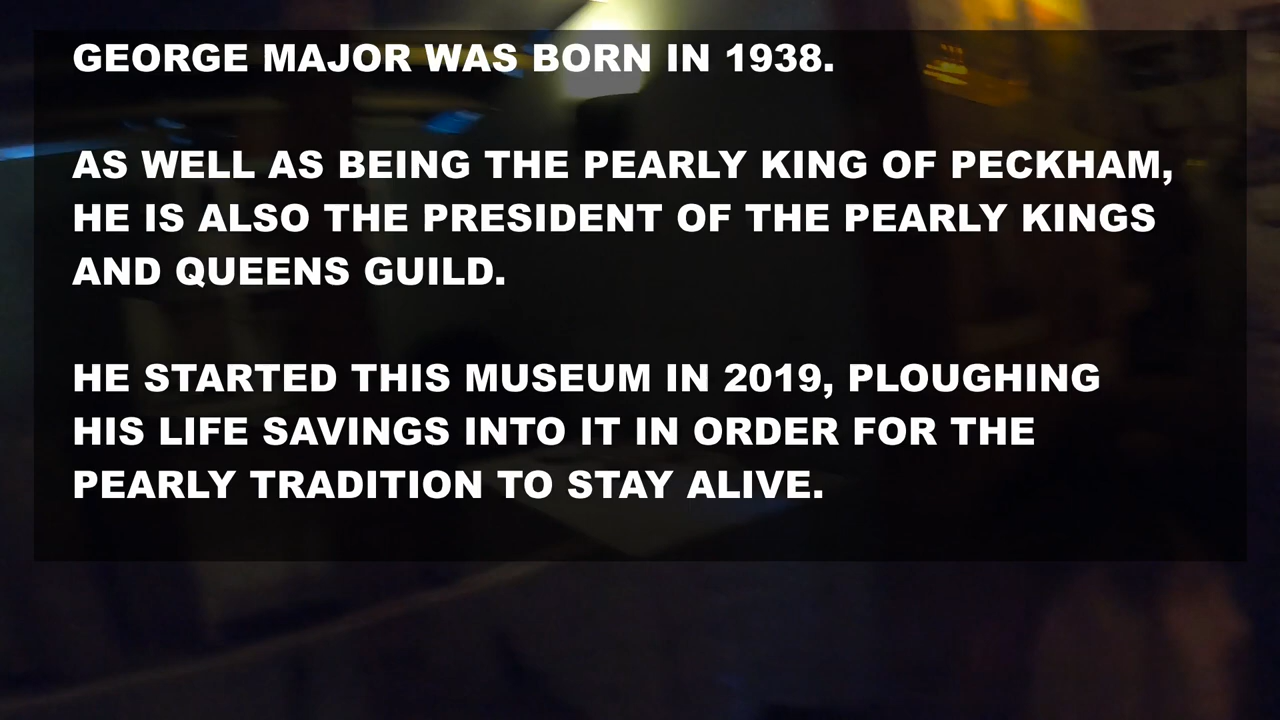 GEORGE MAJOR WAS BORN IN 1938.
AS WELL AS BEING THE PEARLY KING OF PECKHAM,
HE IS ALSO THE PRESIDENT OF THE PEARLY KINGS
AND QUEENS GUILD.
HE STARTED THIS MUSEUM IN 2019, PLOUGHING
HIS LIFE SAVINGS INTO IT IN ORDER FOR THE
PEARLY TRADITION TO STAY ALIVE.